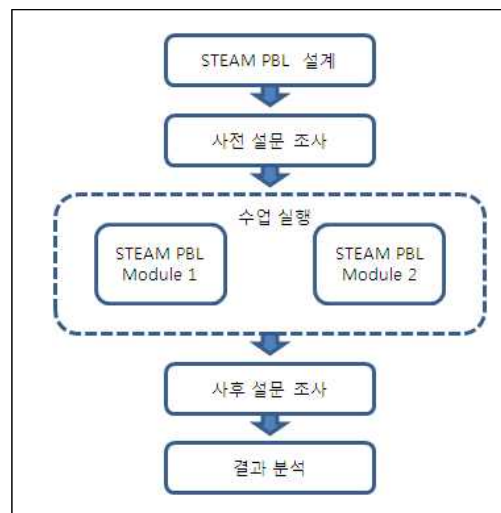 STEAM PBL 설계
사전 설문 조사
수업 실행
STEAM PBL
Module 1
STEAM PBL
Module 2
사후 설문 조사
결과 분석